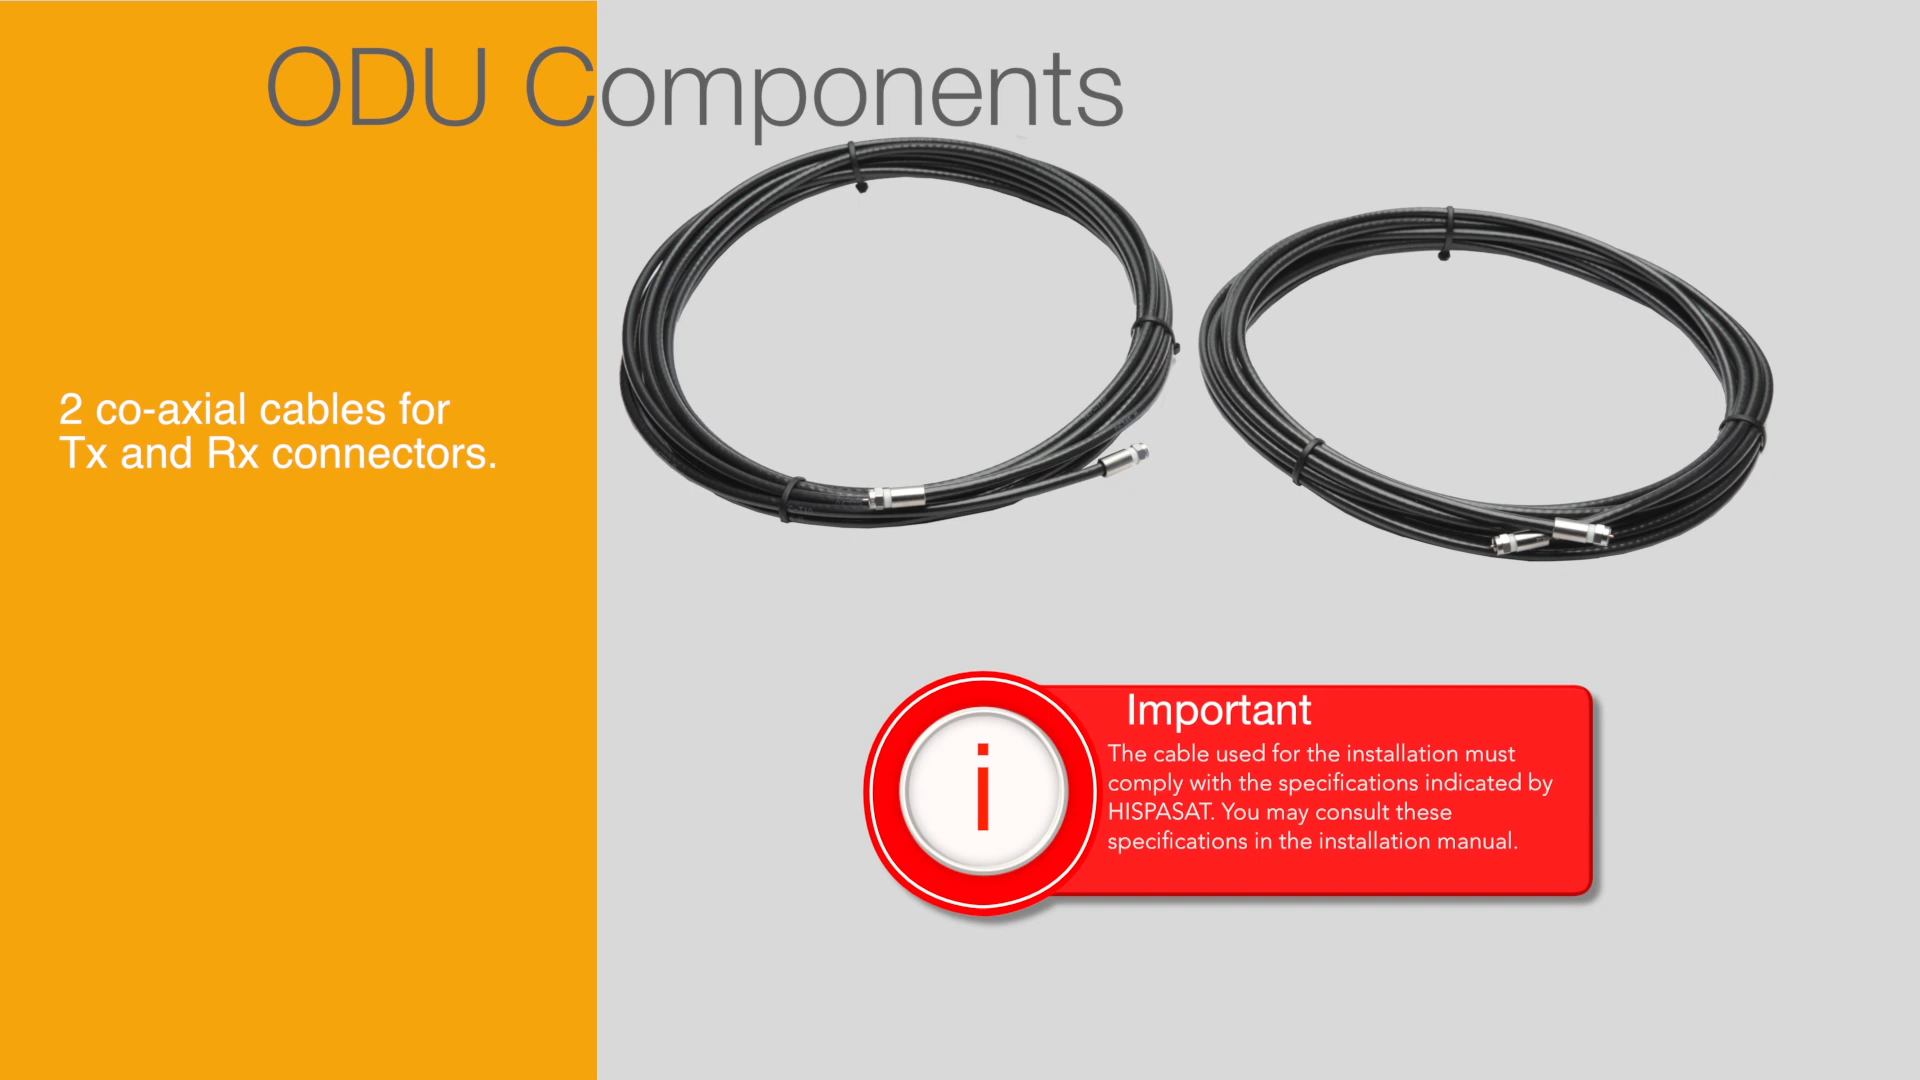 ODU Components
2 co-axial cables for
Tx and Rx connectors.
i
Important
The cable used for the installation must
comply with the specifications indicated by
HISPASAT. You may consult these
specifications in the installation manual.